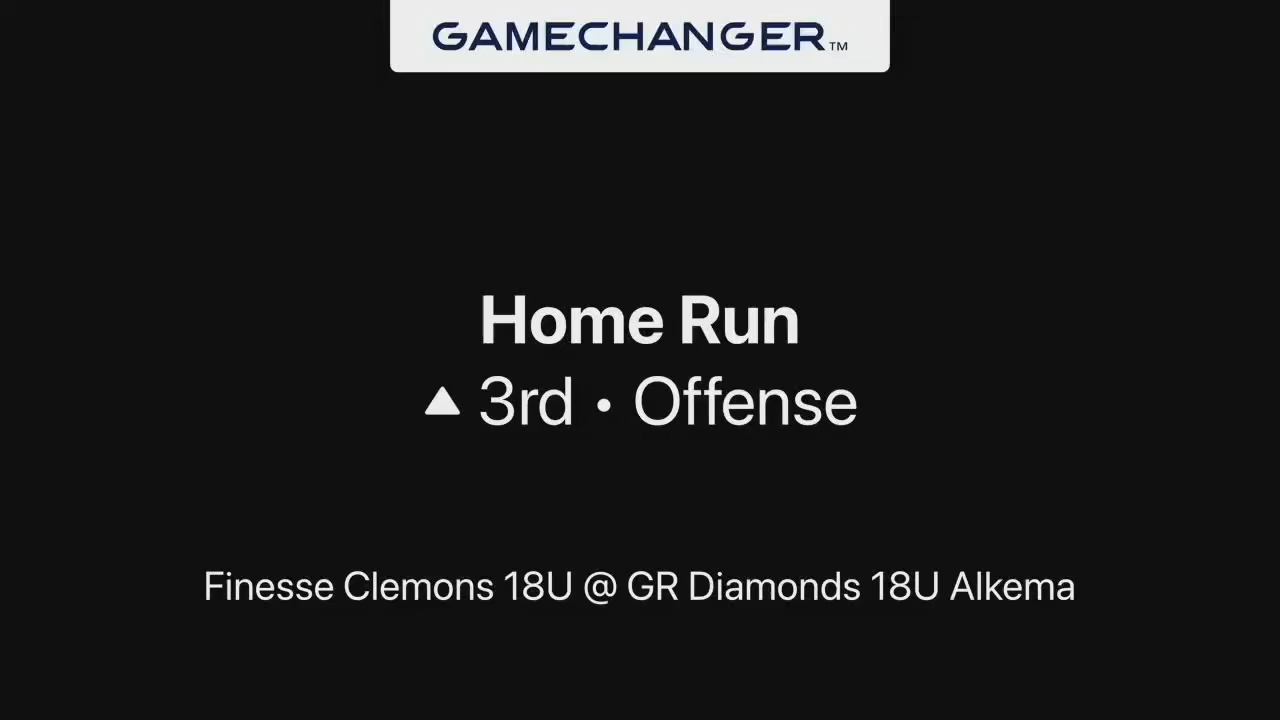 GAMECHANGER™
Home Run
▲ 3rd • Offense
Finesse Clemons 18U @ GR Diamonds 18U Alkema